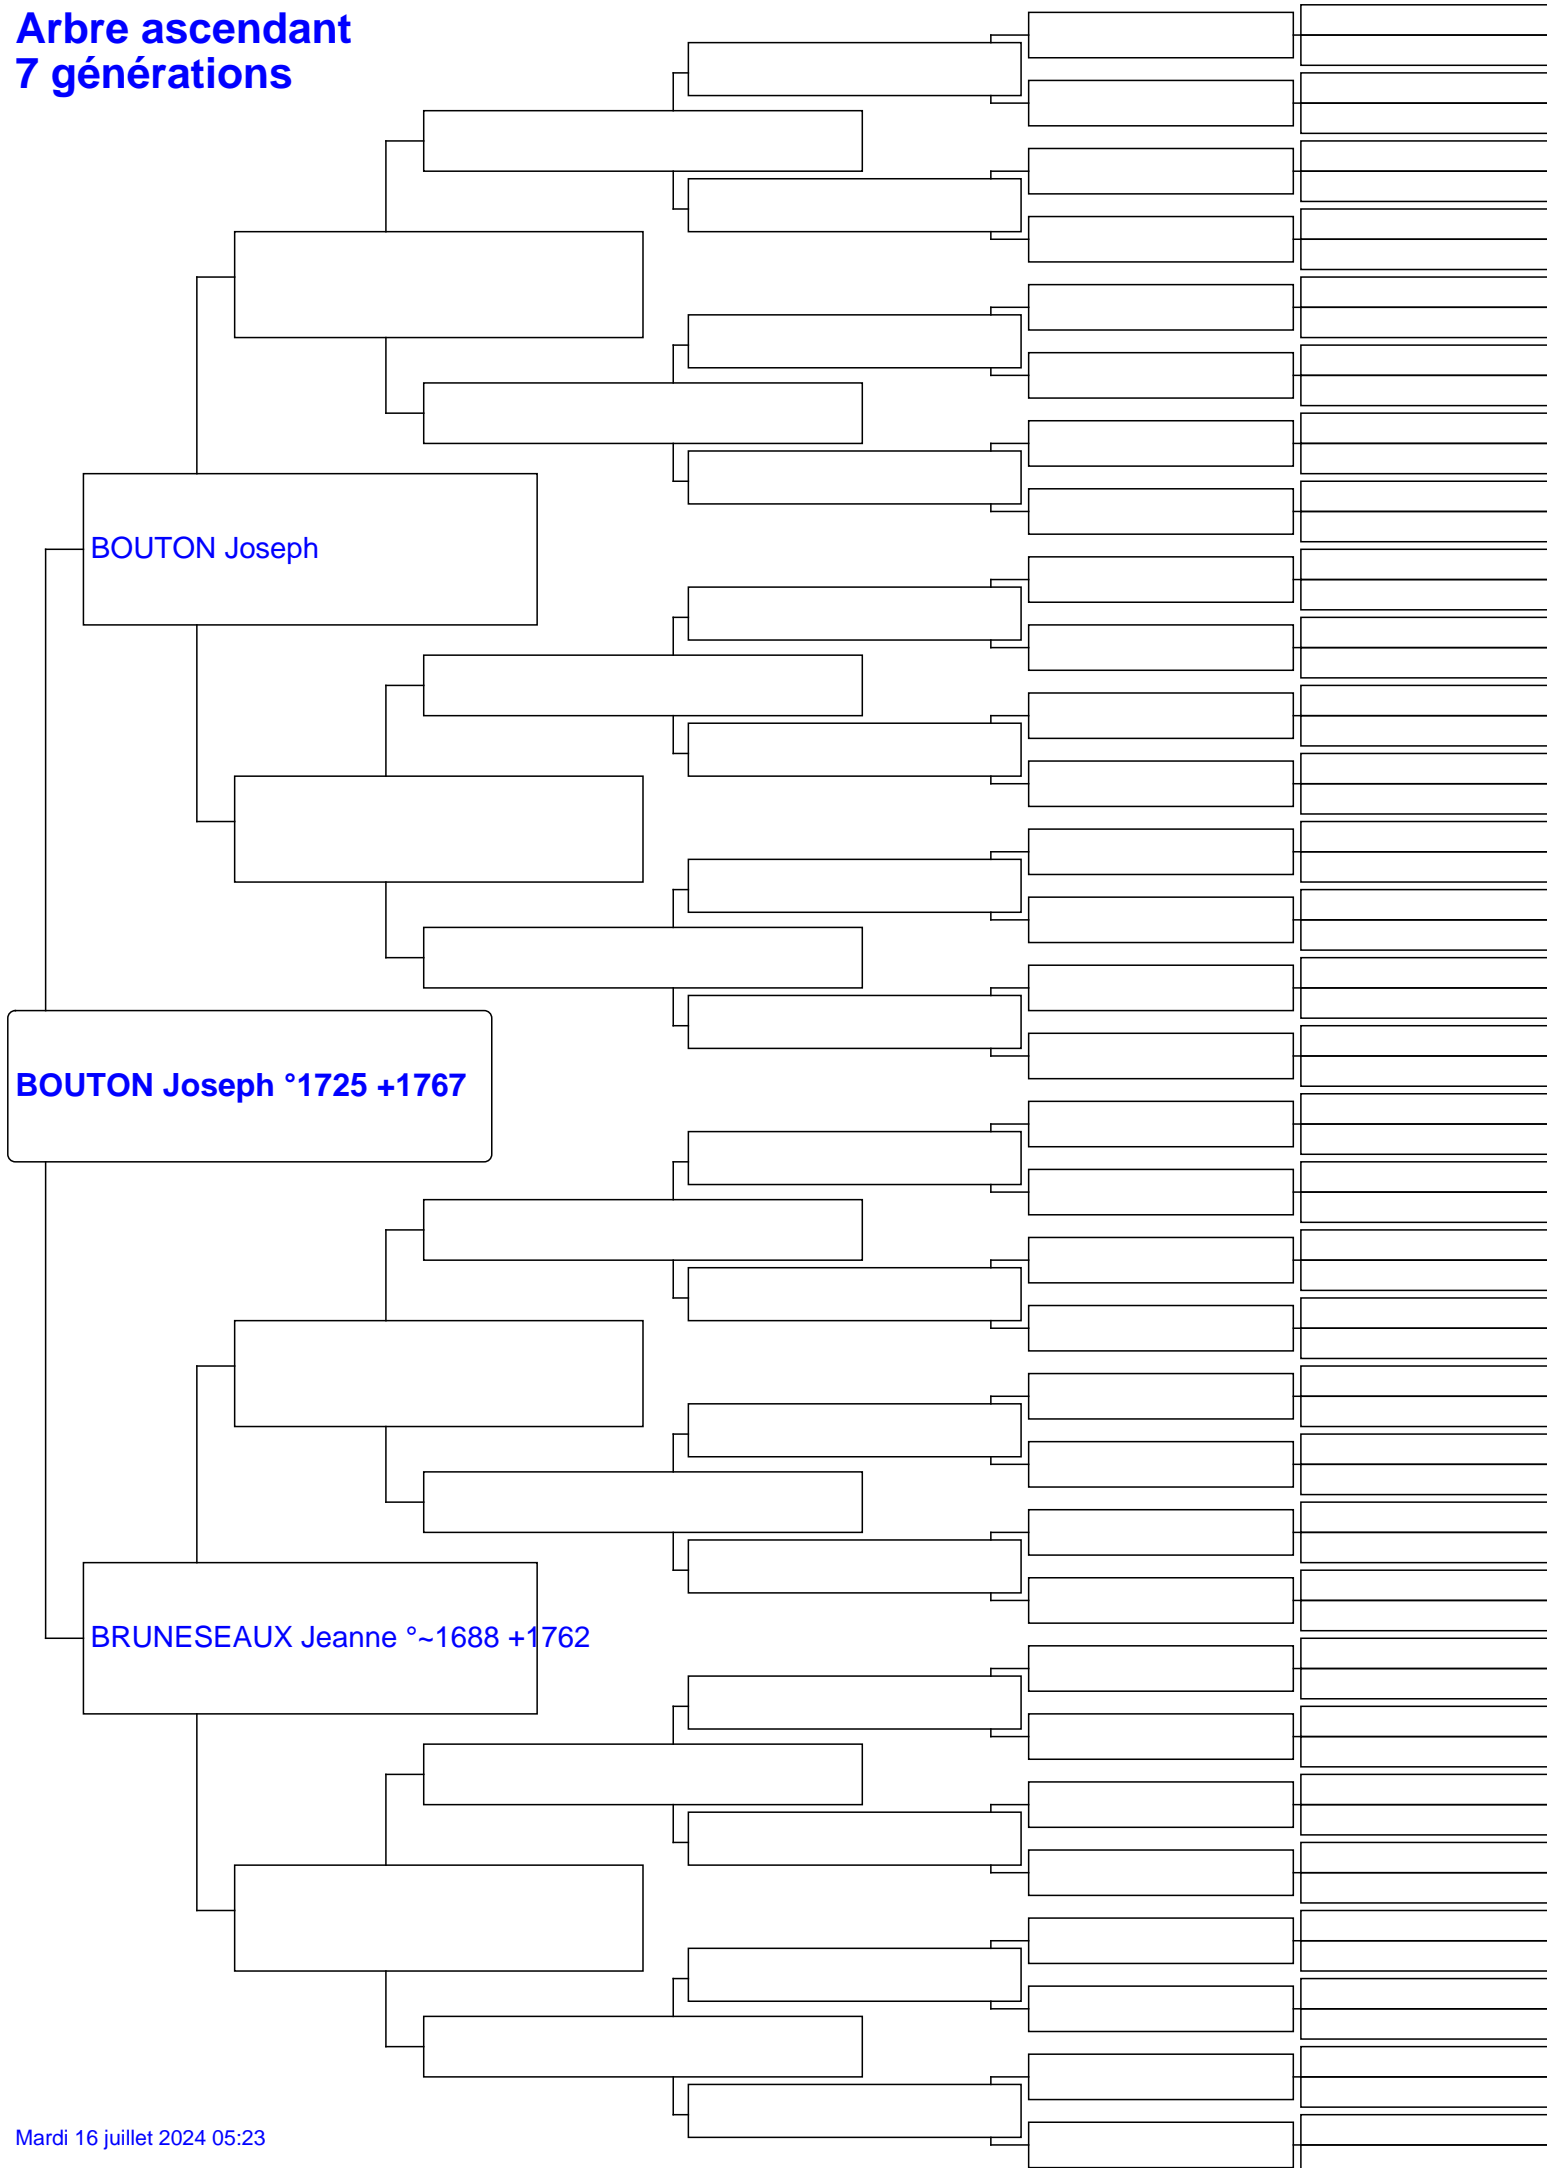 Arbre ascendant
7 générations
BOUTON Joseph
BOUTON Joseph °1725 +1767
BRUNESEAUX Jeanne °~1688 +1762
Mardi 16 juillet 2024 05:23